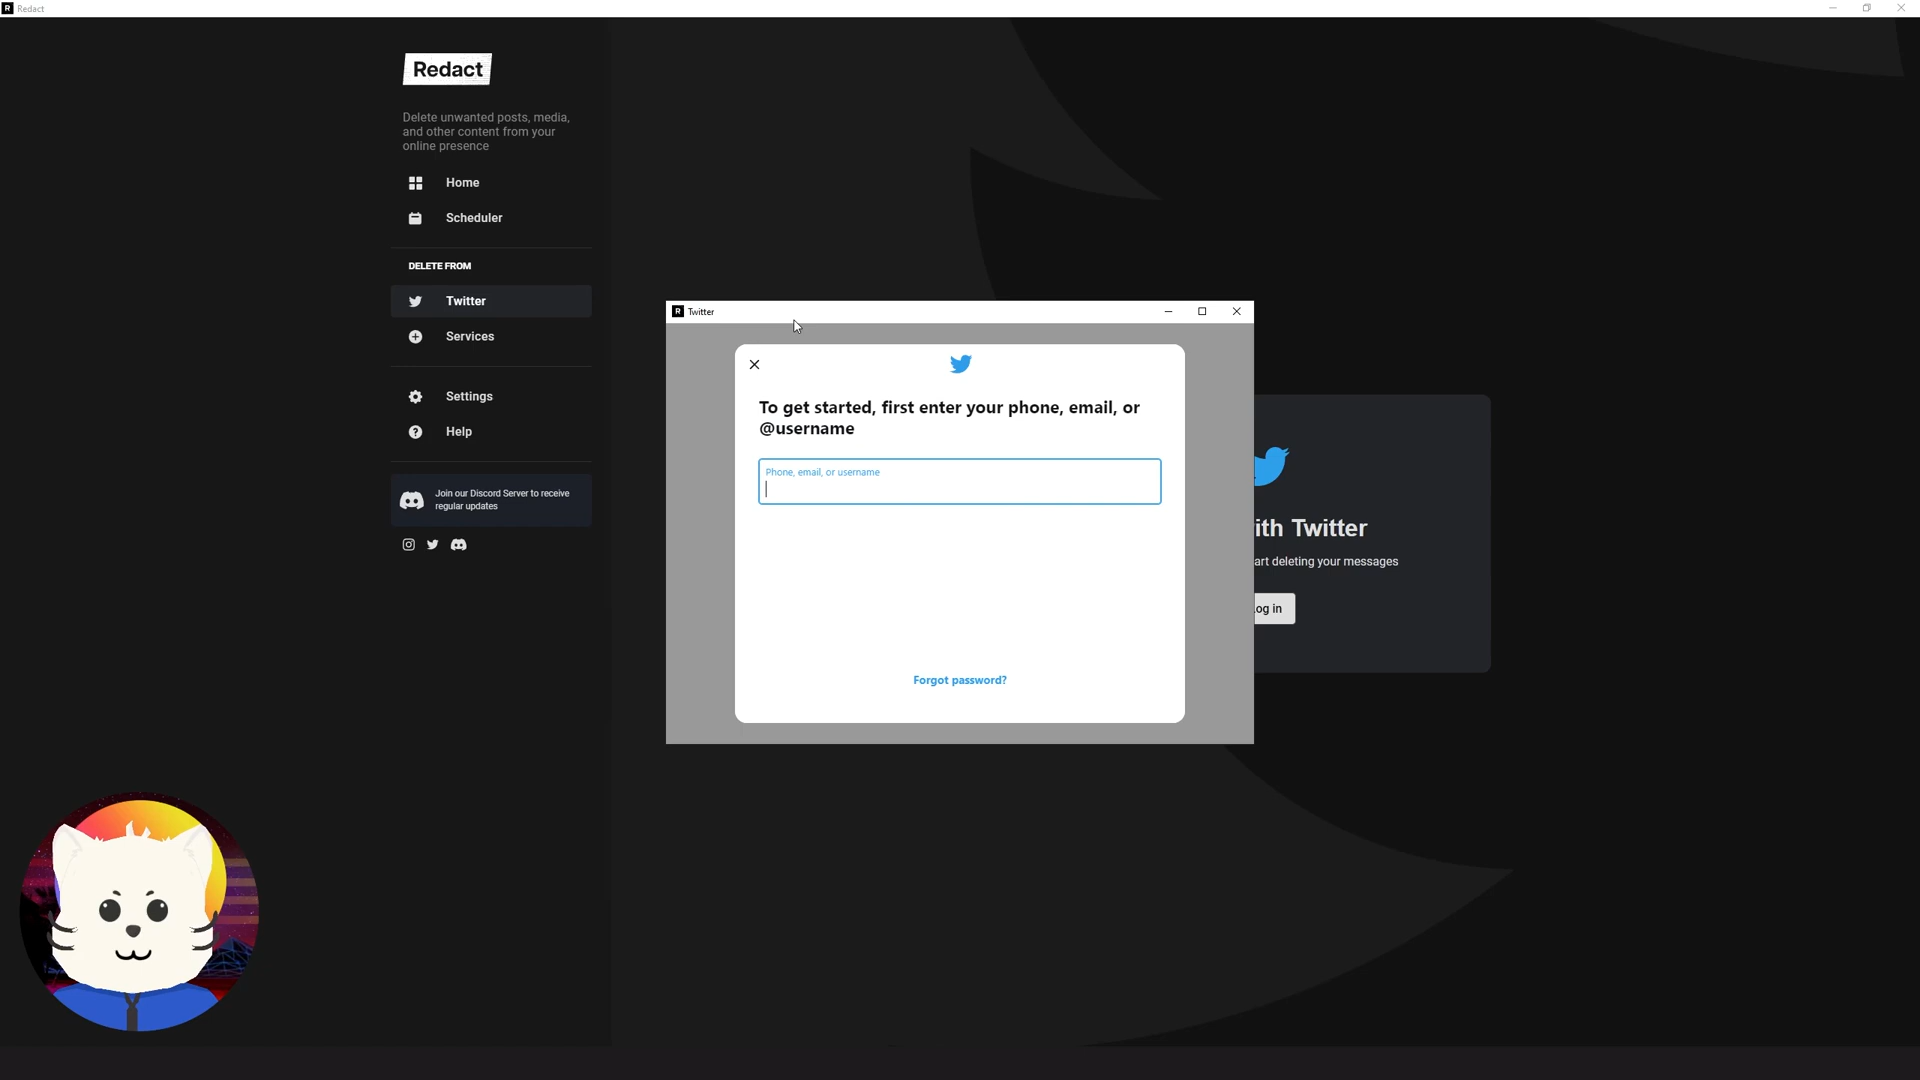 R Redact
Redact
Delete unwanted posts, media,
and other content from your
online presence
Home
Scheduler
DELETE FROM
Twitter
Services
Settings
Help
Join our Discord Server to receive
regular updates
R Twitter
To get started, first enter your phone, email, or
@username
Phone, email, or username
Forgot password?
ith Twitter
art deleting your messages
og in